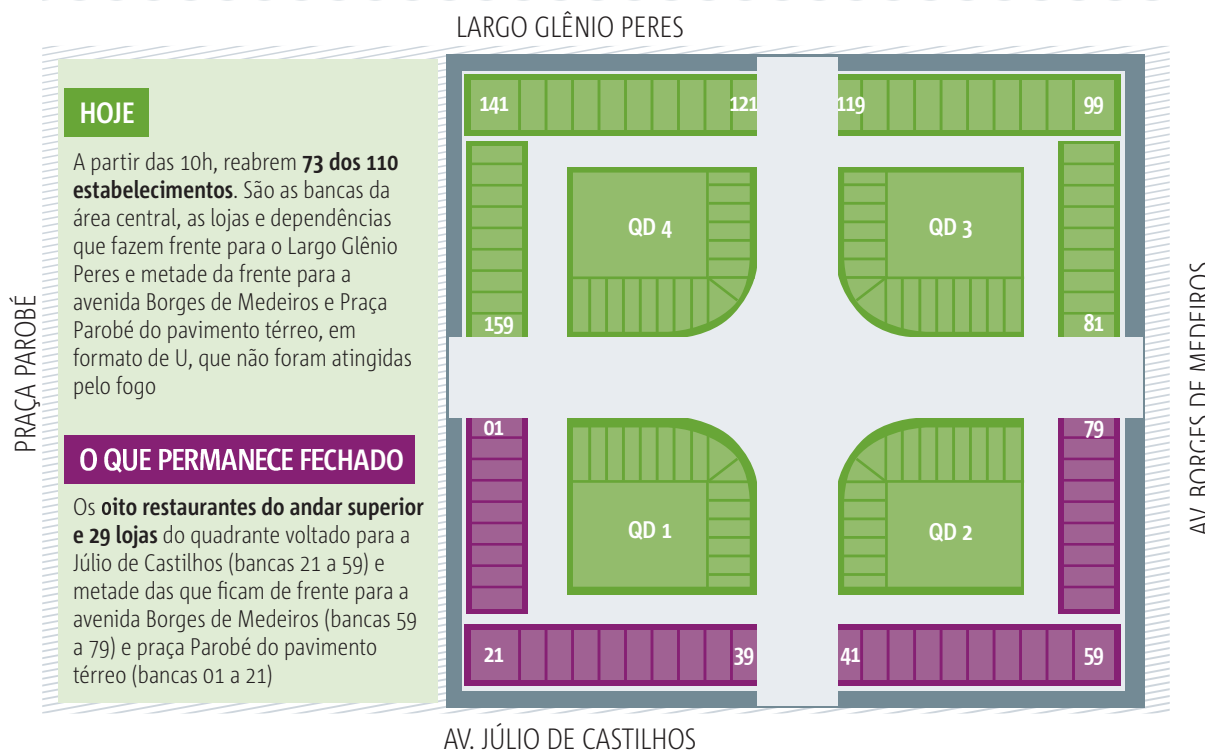 LARGO GLÊNIO PERES
HOJE
A partir das 10h, reabrem 73 dos 110
estabelecimentos. São as bancas da
área central, as lojas e dependências
que fazem frente para o Largo Glênio
Peres e metade da frente para a
avenida Borges de Medeiros e Praça
Parobé do pavimento térreo, em
formato de U, que não foram atingidas
pelo fogo
O QUE PERMANECE FECHADO
Os oito restaurantes do andar superior
e 29 lojas do quadrante voltado para a
Júlio de Castilhos (bancas 21 a 59) e
metade das que ficam de frente para a
avenida Borges de Medeiros (bancas 59
a 79) e praça Parobé do pavimento
térreo (bancas 01 a 21)
PRAÇA PAROBÉ
141
121
119
99
QD 4
QD 3
159
81
01
79
QD 1
QD 2
21
39
41
59
AV. BORGES DE MEDEIROS
AV. JÚLIO DE CASTILHOS